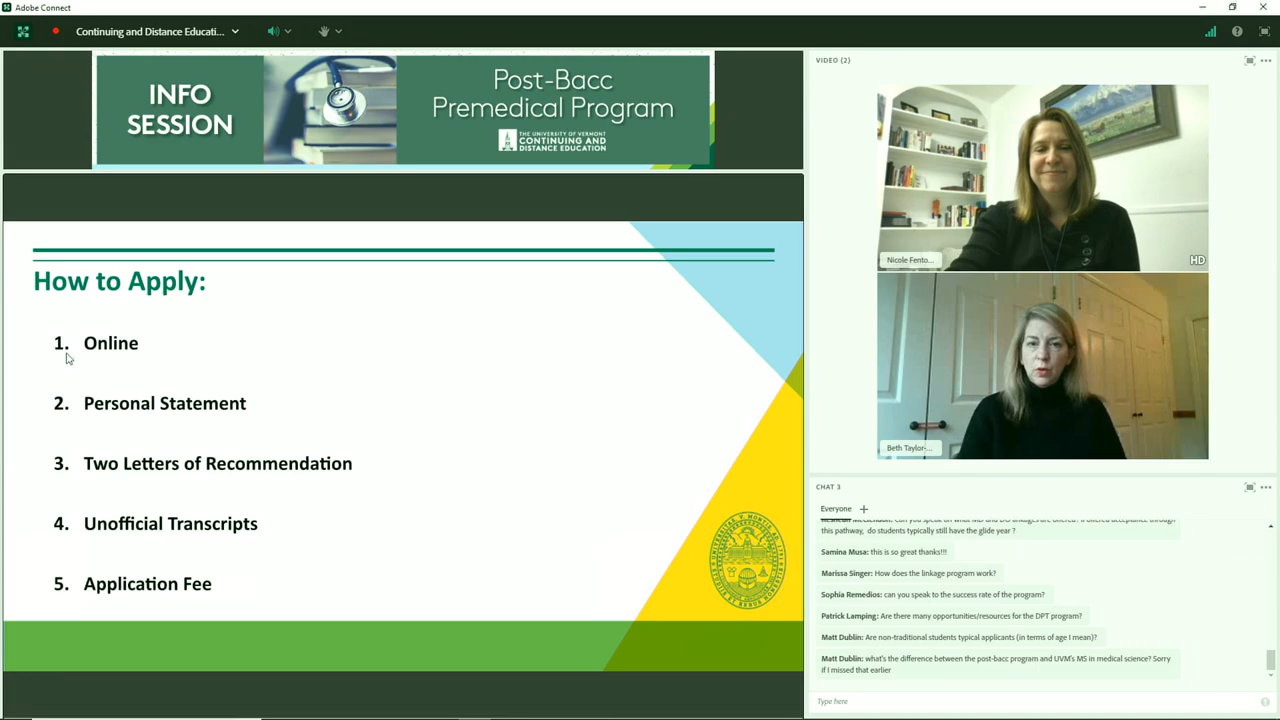 Adobe Connect
Continuing and Distance Educati...
INFO
SESSION
Post-Bacc
Premedical Program
THE UNIVERSITY OF VERMONT
CONTINUING AND
DISTANCE EDUCATION
How to Apply:
1. Online
2. Personal Statement
3. Two Letters of Recommendation
4. Unofficial Transcripts
5. Application Fee
VIDEO (2)
Nicole Fento...
HD
Beth Taylor-...
CHAT 3
Everyone
this pathway, do students typically still have the glide year ?
Samina Musa: this is so great thanks!!!
Marissa Singer: How does the linkage program work?
Sophia Remedios: can you speak to the success rate of the program?
Patrick Lamping: Are there many opportunities/resources for the DPT program?
Matt Dublin: Are non-traditional students typical applicants (in terms of age I mean)?
Matt Dublin: what's the difference between the post-bacc program and UVM's MS in medical science? Sorry
if I missed that earlier
Type here